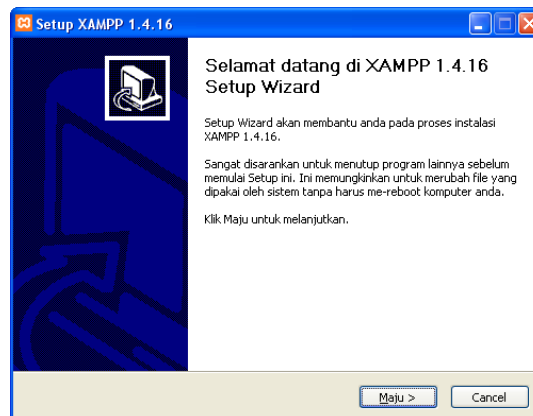 Setup XAMPP 1.4.16
Selamat datang di XAMPP 1.4.16
Setup Wizard
Setup Wizard akan membantu anda pada proses instalasi
XAMPP 1.4.16.
Sangat disarankan untuk menutup program lainnya sebelum
memulai Setup ini. Ini memungkinkan untuk merubah file yang
dipakai oleh sistem tanpa harus me-reboot komputer anda.
Klik Maju untuk melanjutkan.
Maju >
Cancel